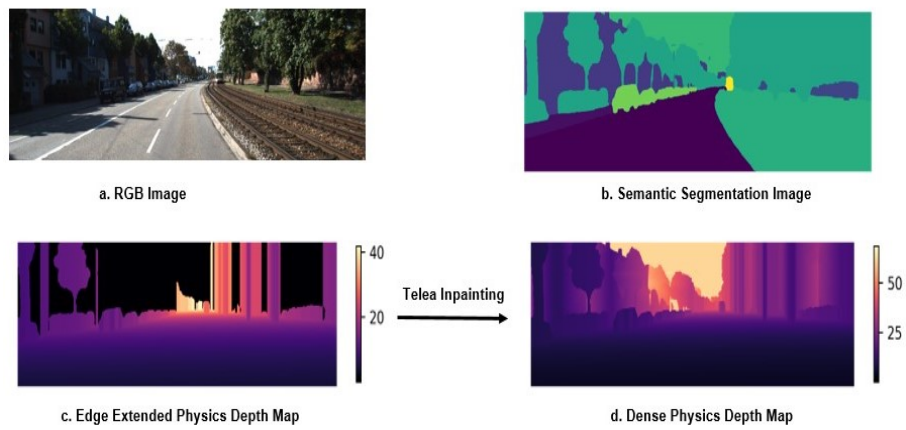 a. RGB Image
b. Semantic Segmentation Image
40
20
Telea Inpainting
50
25
c. Edge Extended Physics Depth Map
d. Dense Physics Depth Map